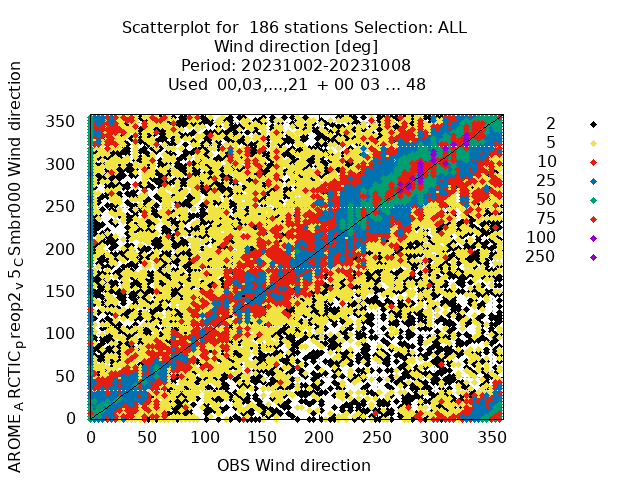 Scatterplot for 186 stations Selection: ALL
Wind direction [deg]
Period: 20231002-20231008
Used 00,03,...,21 + 00 03 ... 48
AROME_ARCTIC_preop2_v5_CSmbr000 Wind direction
350
300
250
200
150
100
50
0
0 50 100 150 200 250 300 350
OBS Wind direction
2
5
10
25
50
75
100
250